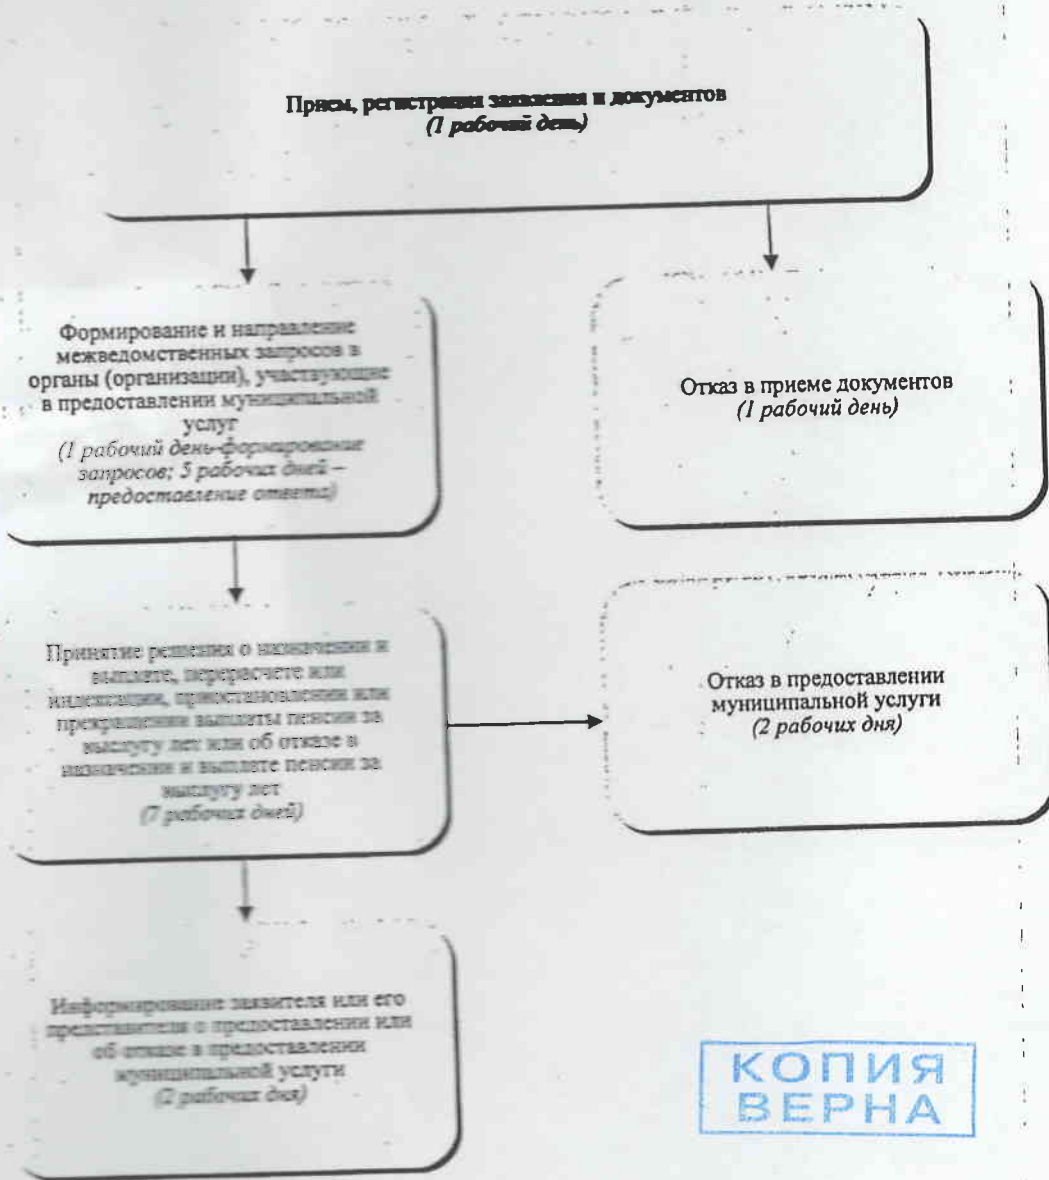 Прием, регистрация заявления и документов
(1 рабочий день)
Формирование и направление
межведомственных запросов в
органы (организации), участвующие
в предоставлении муниципальной
услуг
(1 рабочий день-формирование
запросов; 5 рабочих дней –
предоставление ответа)
Отказ в приеме документов
(1 рабочий день)
Принятие решения о назначении и
выплате, перерасчете или
индексации, приостановлении или
прекращении выплаты пенсии за
выслугу лет или об отказе в
назначении и выплате пенсии за
выслугу лет
(7 рабочих дней)
Отказ в предоставлении
муниципальной услуги
(2 рабочих дня)
Информирование заявителя или его
представителя о предоставлении или
об отказе в предоставлении
муниципальной услуги
(2 рабочих дня)
КОПИЯ
ВЕРНА